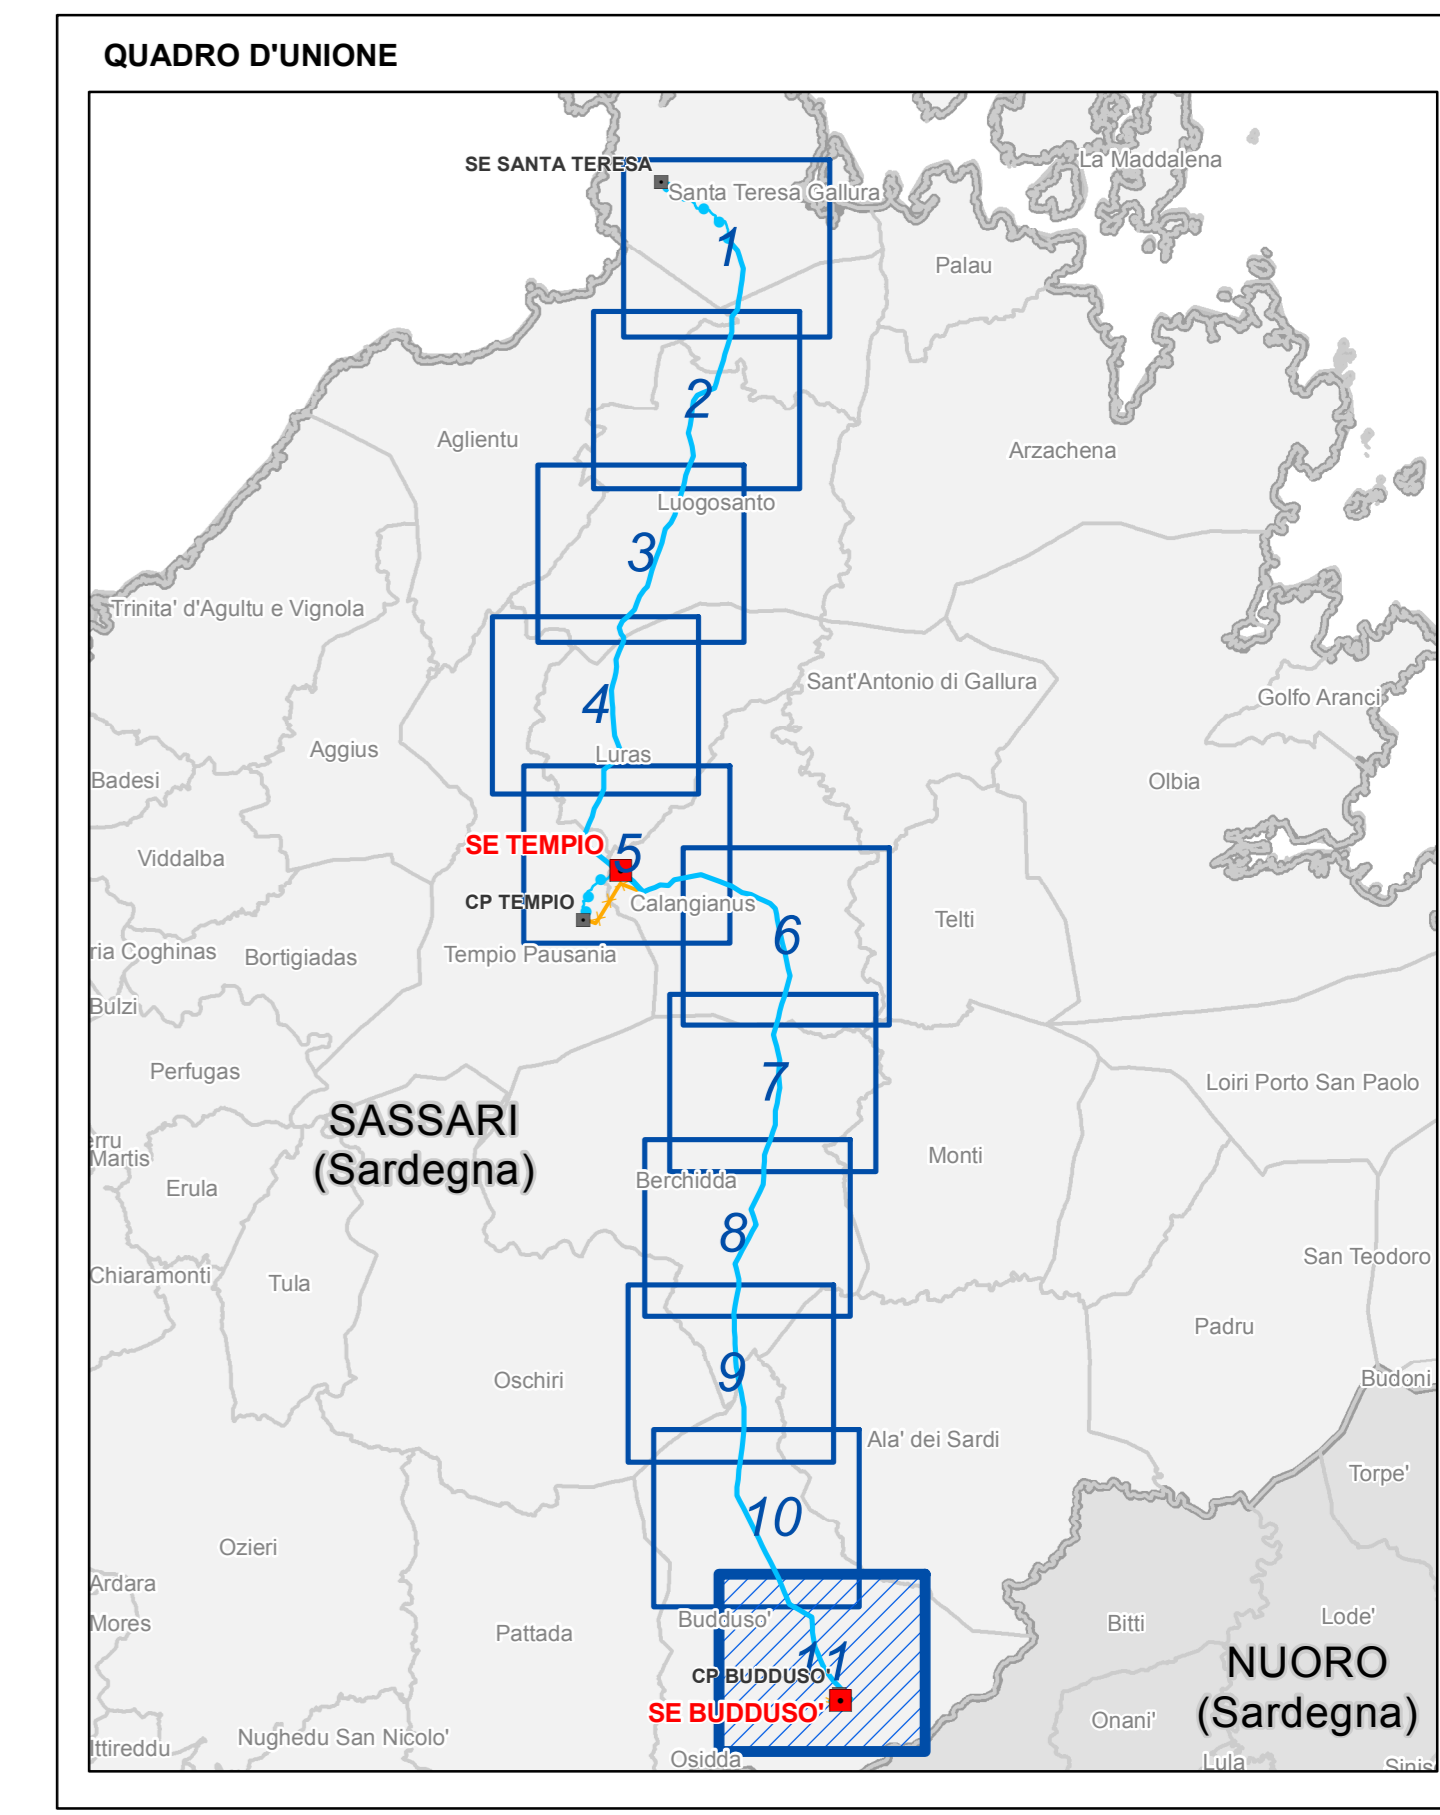 QUADRO D'UNIONE
La Maddalena
SE SANTA TERESA
Santa Teresa Gallura
1
Palau
2
Aglientu
Arzachena
Luogosanto
3
Trinita' d'Agultu e Vignola
Sant'Antonio di Gallura
Golfo Aranci
4
Aggius
Luras
Badesi
Olbia
SE TEMPIO
5
Viddalba
CP TEMPIO
Calangianus
Telti
6
ria Coghinas
Bortigiadas
Tempio Pausania
Bulzi
Perfugas
7
Loiri Porto San Paolo
SASSARI
(Sardegna)
erru
Martis
Monti
Erula
Berchidda
8
San Teodoro
Chiaramonti
Tula
Padru
9
Oschiri
Budoni
Ala' dei Sardi
Torpe'
10
Ozieri
Ardara
Mores
Budduso'
Bitti
Lode'
Pattada
11
NUORO
(Sardegna)
CP BUDDUSO'
SE BUDDUSO'
Onani'
Nughedu San Nicolo'
Ittireddu
Osidda
Lula
Sinis